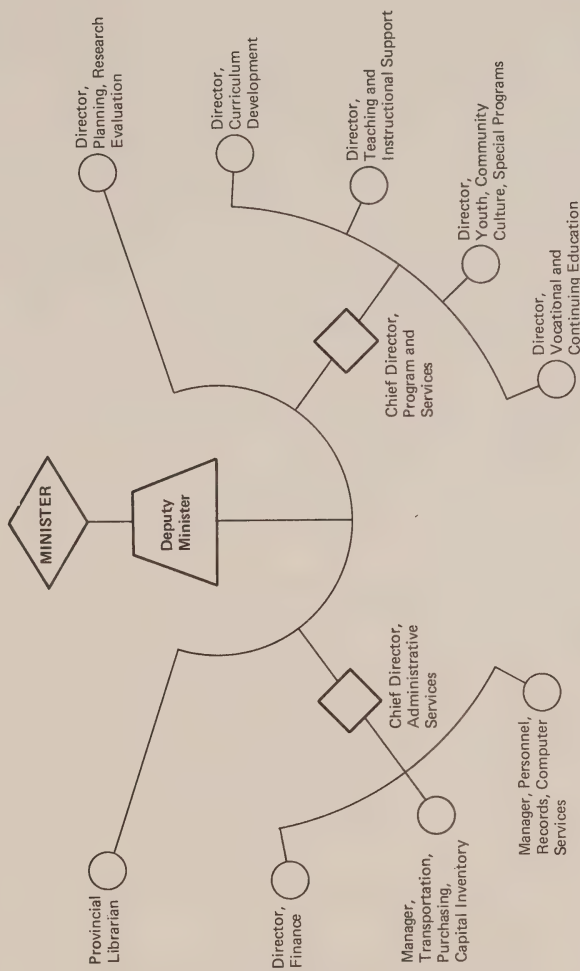 MINISTER
Deputy
Minister
Provincial
Librarian
Director,
Finance
Manager,
Transportation,
Purchasing,
Capital Inventory
Chief Director,
Administrative
Services
Manager, Personnel,
Records, Computer
Services
Director,
Planning, Research
Evaluation
Chief Director,
Program and
Services
Director,
Curriculum
Development
Director,
Teaching and
Instructional Support
Director,
Youth, Community
Culture, Special Programs
Director,
Vocational and
Continuing Education